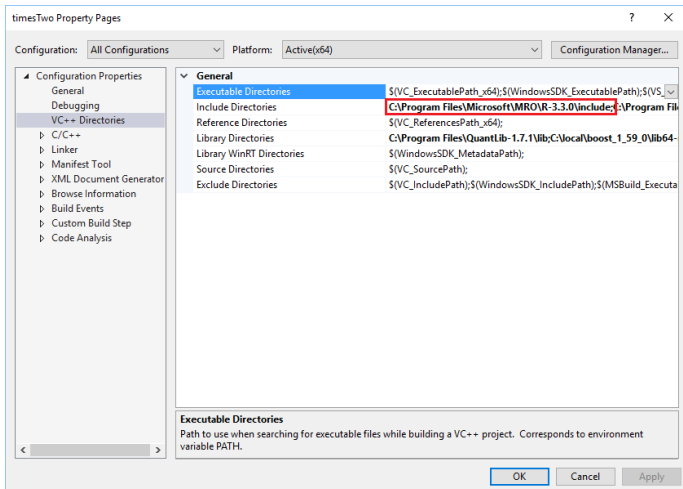 timesTwo Property Pages ? ×
Configuration: All Configurations Platform: Active(x64) Configuration Manager...
Configuration Properties
General
Debugging
VC++ Directories
C/C++
Linker
Manifest Tool
XML Document Generator
Browse Information
Build Events
Custom Build Step
Code Analysis
General
Executable Directories $(VC_ExecutablePath_x64);$(WindowsSDK_ExecutablePath);$(VS_
Include Directories C:\Program Files\Microsoft\MRO\R-3.3.0\include;C:\Program File
Reference Directories $(VC_ReferencesPath_x64);
Library Directories C:\Program Files\QuantLib-1.7.1\lib;C:\local\boost_1_59_0\lib64-
Library WinRT Directories $(WindowsSDK_MetadataPath);
Source Directories $(VC_SourcePath);
Exclude Directories $(VC_IncludePath);$(WindowsSDK_IncludePath);$(MSBuild_Executa
Executable Directories
Path to use when searching for executable files while building a VC++ project. Corresponds to environment
variable PATH.
OK Cancel Apply